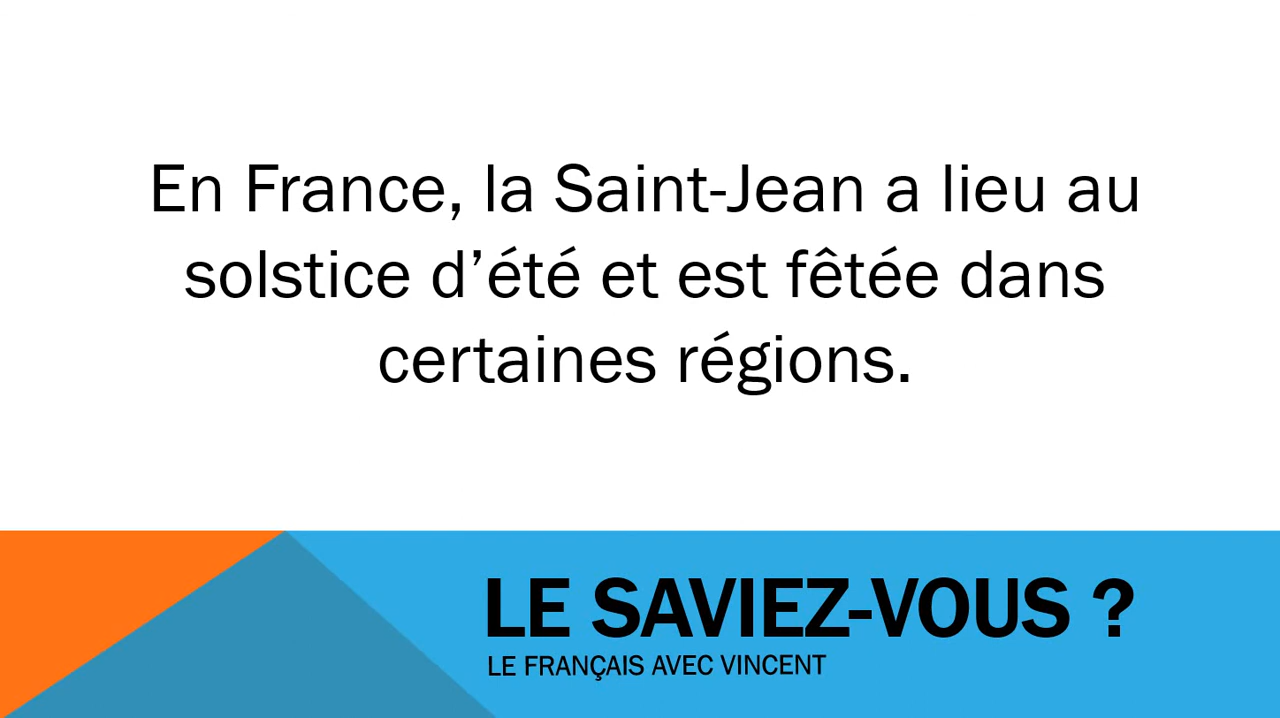 En France, la Saint-Jean a lieu au
solstice d’été et est fêtée dans
certaines régions.
LE SAVIEZ-VOUS ?
LE FRANÇAIS AVEC VINCENT